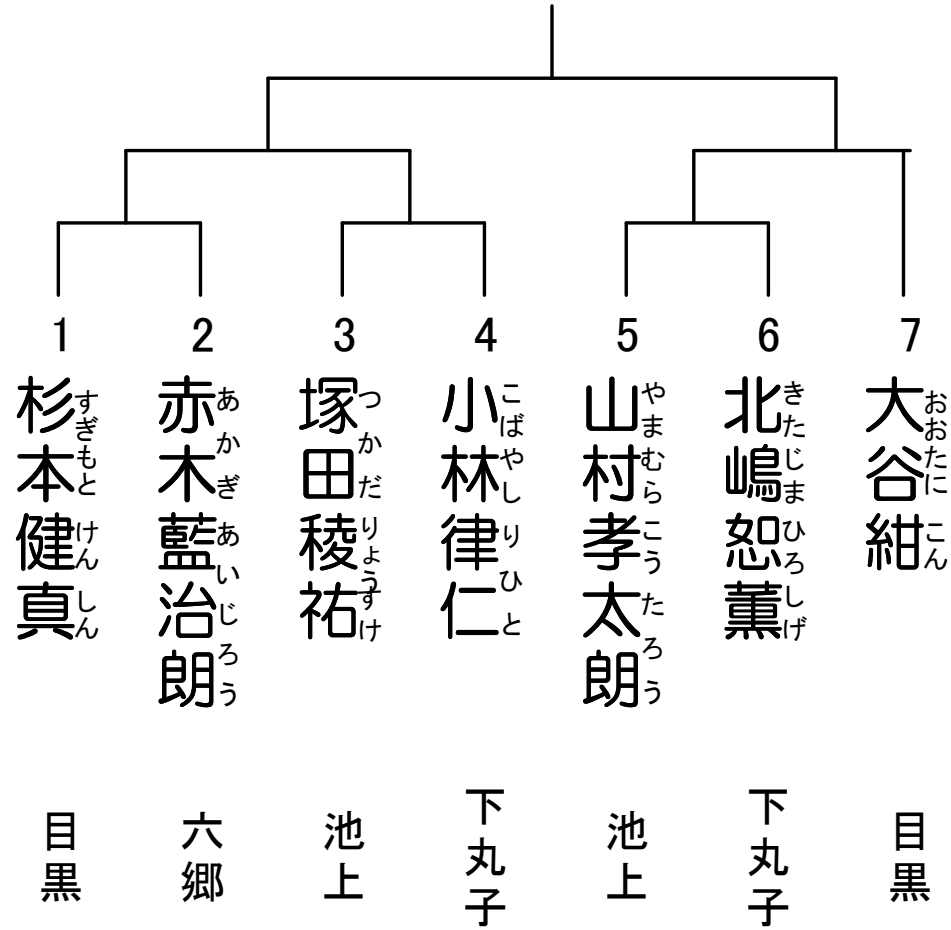 1
杉本健真
すぎもとけんしん
目黒
2
赤木藍治朗
あかぎあいじろう
六郷
3
塚田稜祐
つかだりょうすけ
池上
4
小林律仁
こばやしりひと
下丸子
5
山村孝太朗
やまむらこうたろう
池上
6
北嶋恕薫
きたじまひろしげ
下丸子
7
大谷紺
おおたにこん
目黒